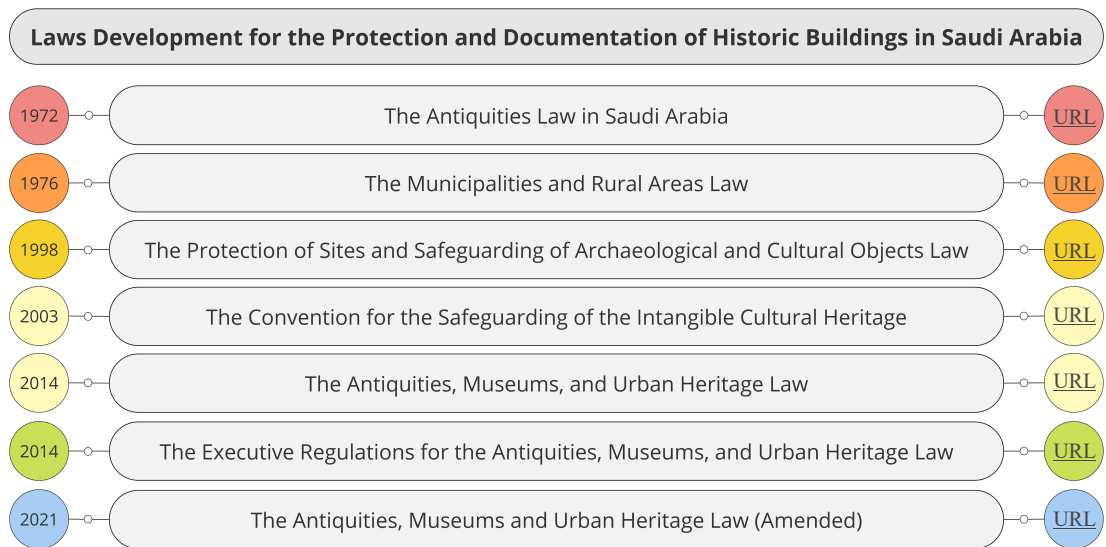 Laws Development for the Protection and Documentation of Historic Buildings in Saudi Arabia
1972 The Antiquities Law in Saudi Arabia URL
1976 The Municipalities and Rural Areas Law URL
1998 The Protection of Sites and Safeguarding of Archaeological and Cultural Objects Law URL
2003 The Convention for the Safeguarding of the Intangible Cultural Heritage URL
2014 The Antiquities, Museums, and Urban Heritage Law URL
2014 The Executive Regulations for the Antiquities, Museums, and Urban Heritage Law URL
2021 The Antiquities, Museums and Urban Heritage Law (Amended) URL